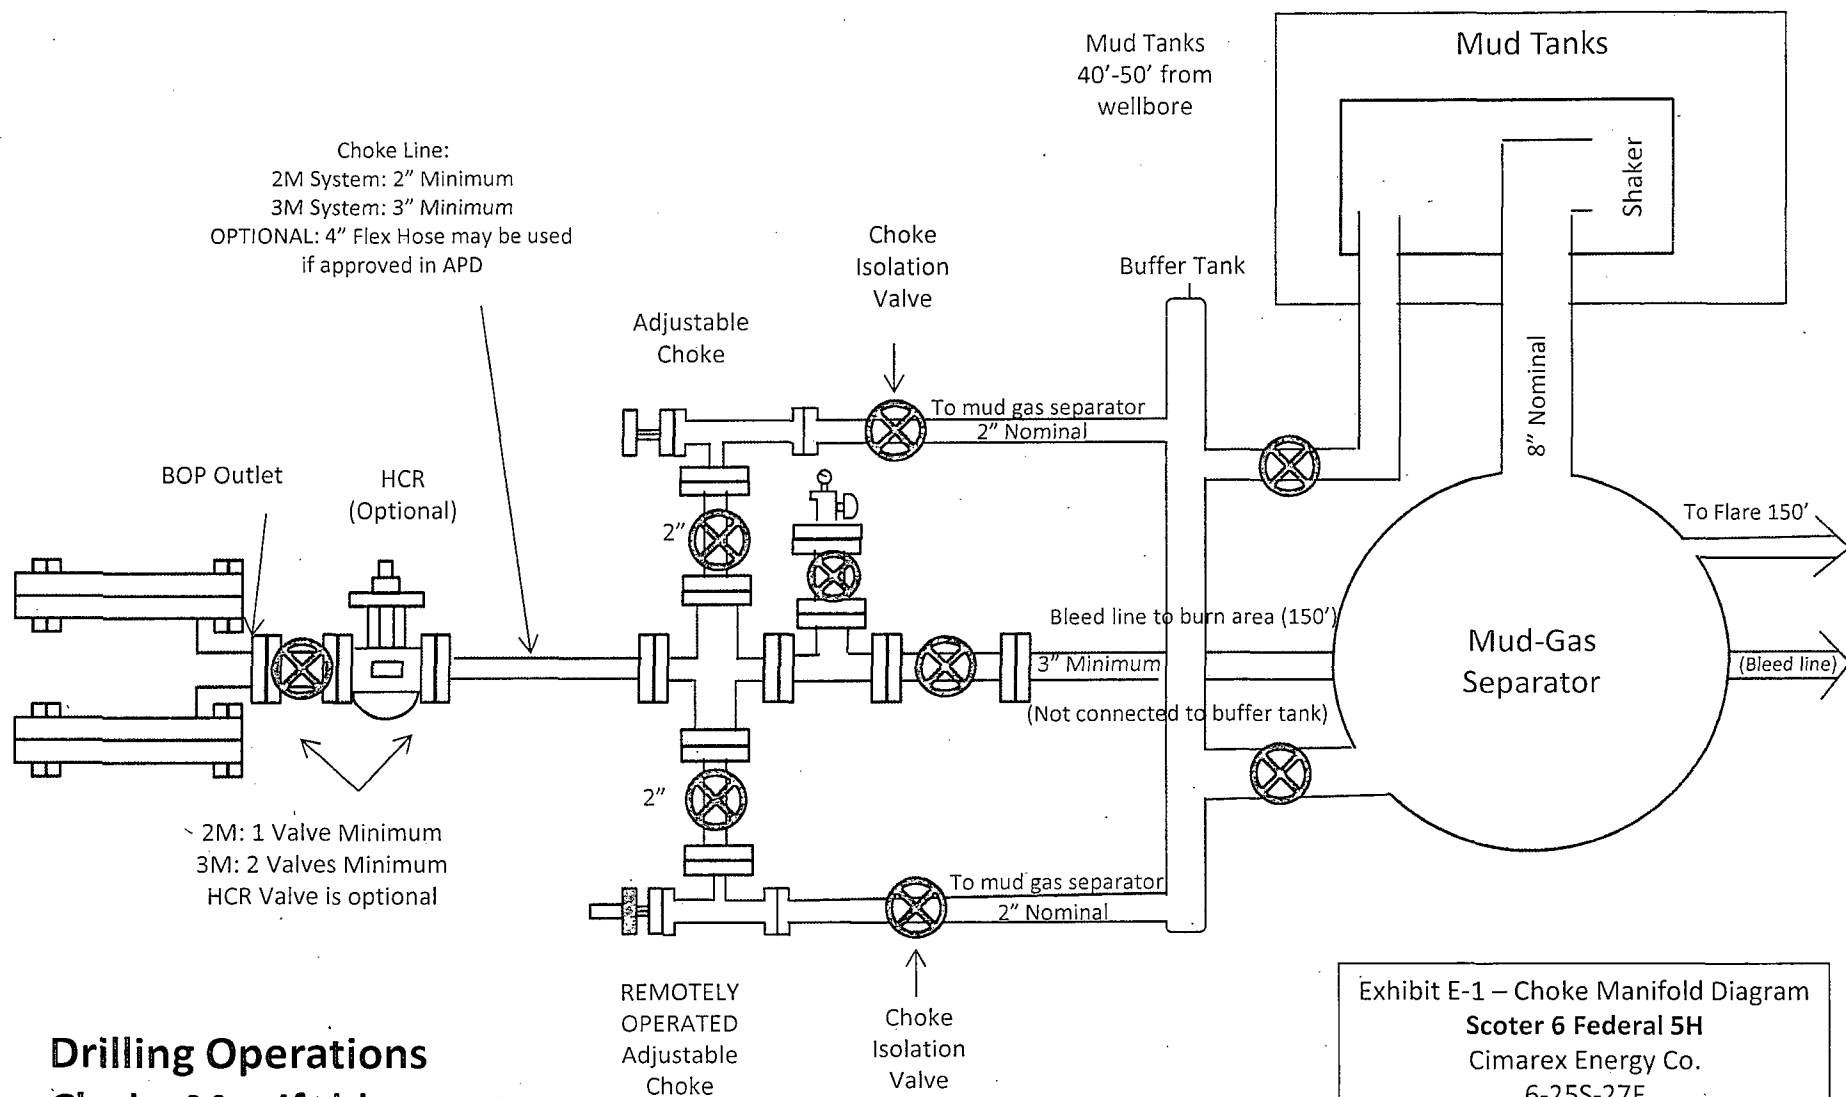 Mud Tanks
40’-50’ from
wellbore
Mud Tanks
Shaker
Choke Line:
2M System: 2” Minimum
3M System: 3” Minimum
OPTIONAL: 4” Flex Hose may be used
if approved in APD
Choke
Isolation
Valve
Buffer Tank
Adjustable
Choke
8” Nominal
To mud gas separator
2” Nominal
BOP Outlet
HCR
(Optional)
2”
To Flare 150’
Bleed line to burn area (150’)
3” Minimum
(Not connected to buffer tank)
Mud-Gas
Separator
(Bleed line)
2”
2M: 1 Valve Minimum
3M: 2 Valves Minimum
HCR Valve is optional
To mud gas separator
2” Nominal
REMOTELY
OPERATED
Adjustable
Choke
Choke
Isolation
Valve
Drilling Operations
Exhibit E-1 – Choke Manifold Diagram
Scoter 6 Federal 5H
Cimarex Energy Co.
6-25S-27E